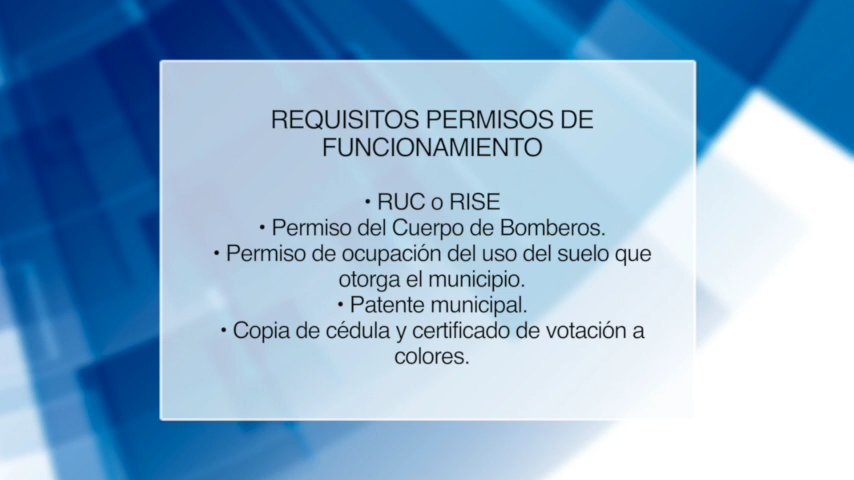 REQUISITOS PERMISOS DE
FUNCIONAMIENTO
• RUC o RISE
• Permiso del Cuerpo de Bomberos.
• Permiso de ocupación del uso del suelo que
otorga el municipio.
• Patente municipal.
• Copia de cédula y certificado de votación a
colores.